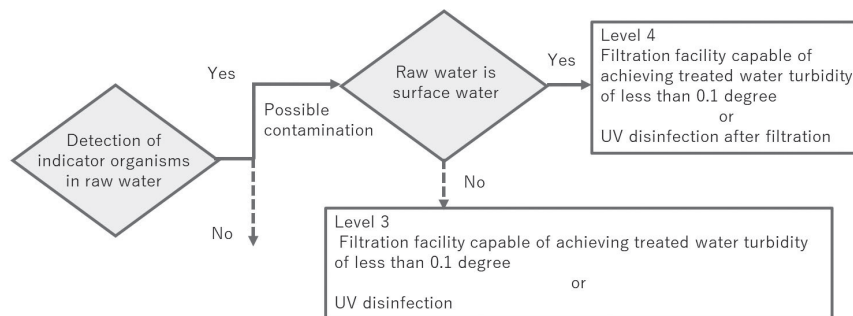 Detection of
indicator organisms
in raw water
Yes
Possible
contamination
No
Raw water is
surface water
Yes
No
Level 4
Filtration facility capable of
achieving treated water turbidity
of less than 0.1 degree
or
UV disinfection after filtration
Level 3
Filtration facility capable of achieving treated water turbidity
of less than 0.1 degree
or
UV disinfection